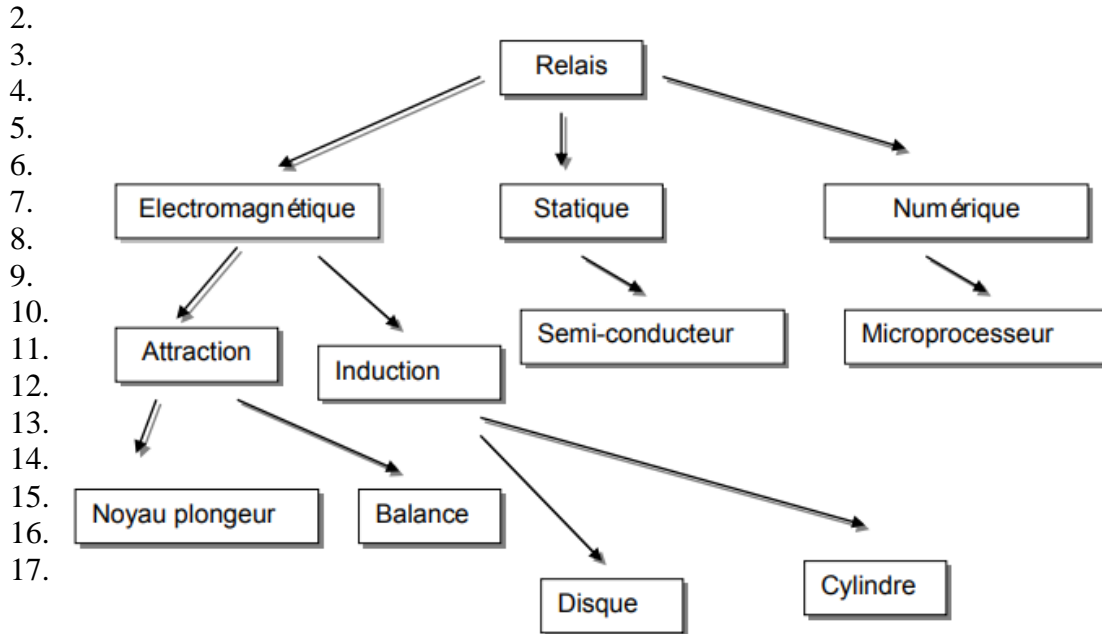 2.
3.
Relais
4.
5.
6.
7.
Electromagnétique
Statique
Numérique
8.
9.
10.
Semi-conducteur
Microprocesseur
11.
Attraction
Induction
12.
13.
14.
15.
Noyau plongeur
Balance
16.
17.
Disque
Cylindre